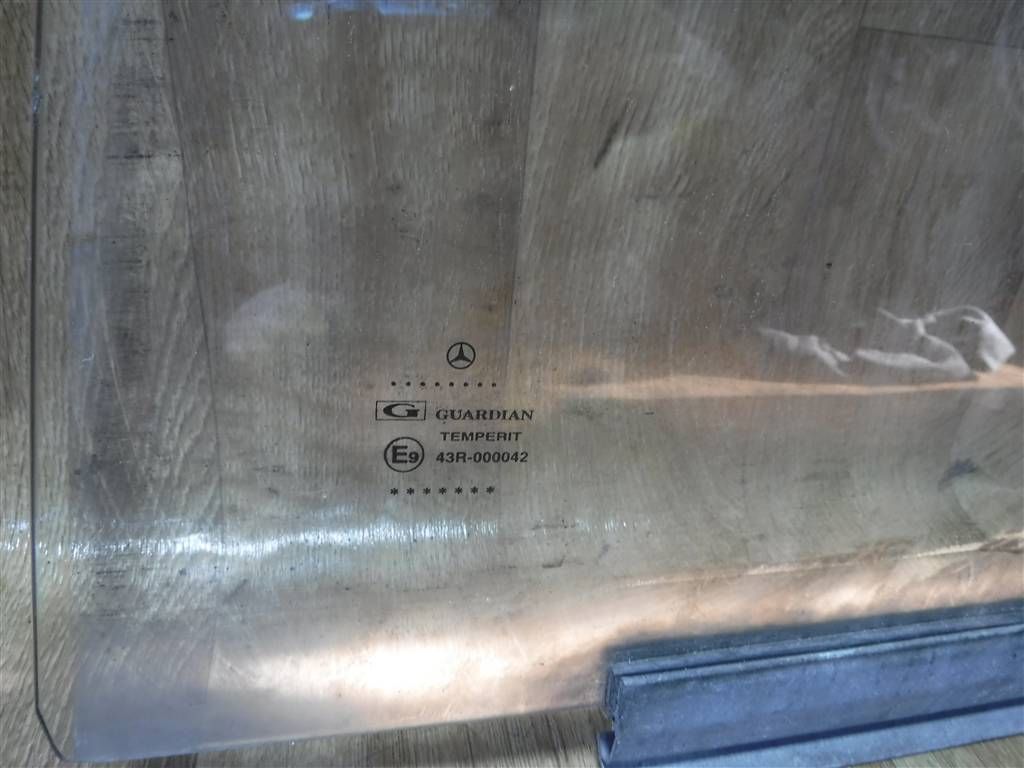 G GUARDIAN
TEMPERIT
E9 43R-000042